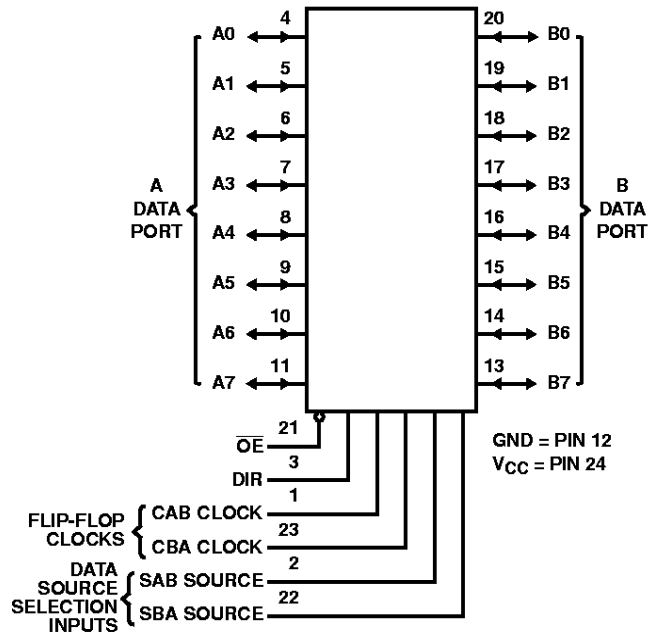 4
A0
20
B0
5
A1
19
B1
6
A2
18
B2
7
A3
17
B3
A
DATA
PORT
B
DATA
PORT
8
A4
16
B4
9
A5
15
B5
10
A6
14
B6
11
A7
13
B7
21
OE
GND = PIN 12
VCC = PIN 24
3
DIR
1
CAB CLOCK
FLIP-FLOP
CLOCKS
23
CBA CLOCK
2
SAB SOURCE
DATA
SOURCE
SELECTION
INPUTS
22
SBA SOURCE